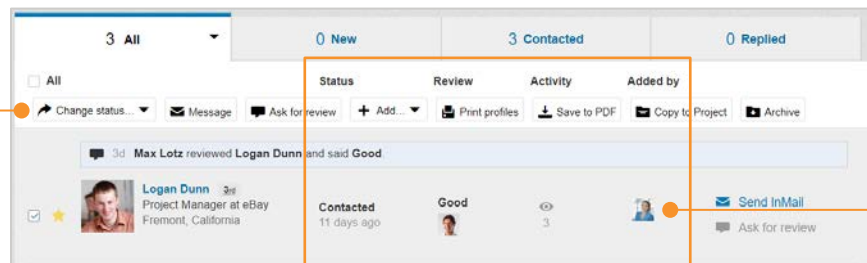 3 All 0 New 3 Contacted 0 Replied
All Status Review Activity Added by
Change status... Message Ask for review Add... Print profiles Save to PDF Copy to Project Archive
3d Max Lotz reviewed Logan Dunn and said Good.
Logan Dunn 3rd
Project Manager at eBay Contacted Good Send InMail
Fremont, California 11 days ago 3 Ask for review